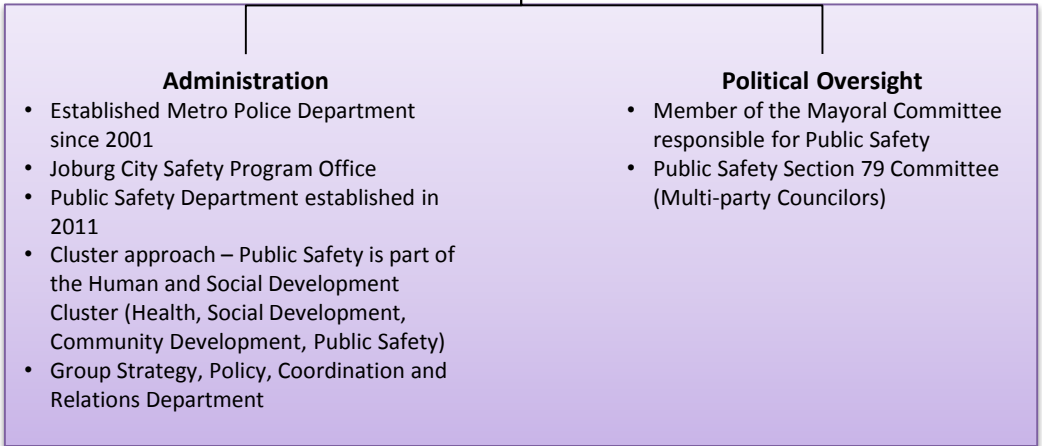 Administration
• Established Metro Police Department
since 2001
• Joburg City Safety Program Office
• Public Safety Department established in
2011
• Cluster approach – Public Safety is part of
the Human and Social Development
Cluster (Health, Social Development,
Community Development, Public Safety)
• Group Strategy, Policy, Coordination and
Relations Department
Political Oversight
• Member of the Mayoral Committee
responsible for Public Safety
• Public Safety Section 79 Committee
(Multi-party Councilors)